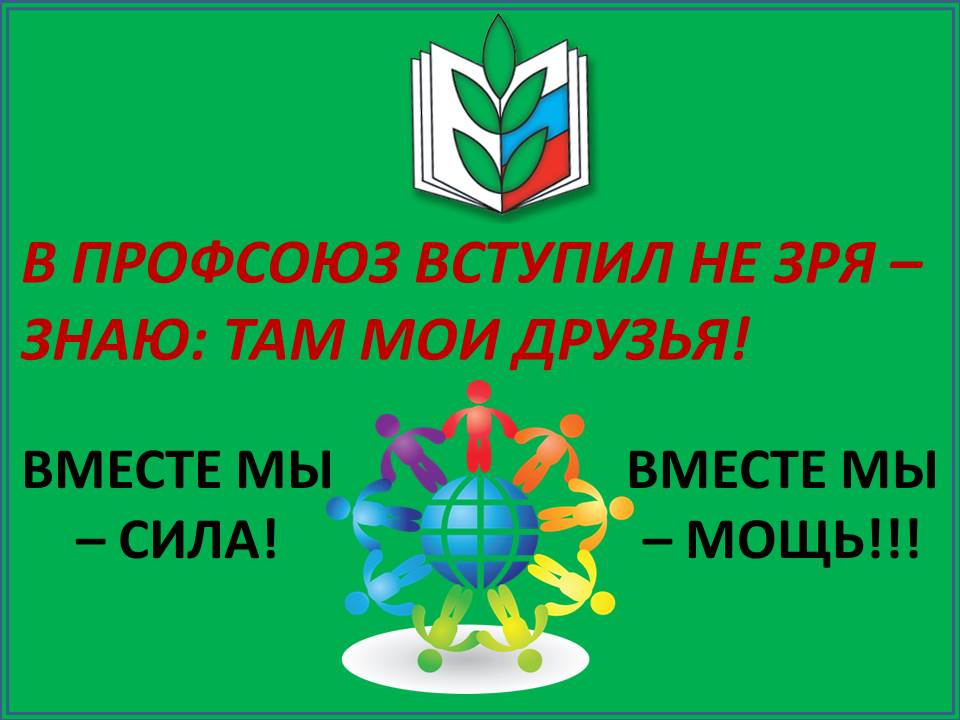 В ПРОФСОЮЗ ВСТУПИЛ НЕ ЗРЯ –
ЗНАЮ: ТАМ МОИ ДРУЗЬЯ!
ВМЕСТЕ МЫ
– СИЛА!
ВМЕСТЕ МЫ
– МОЩЬ!!!